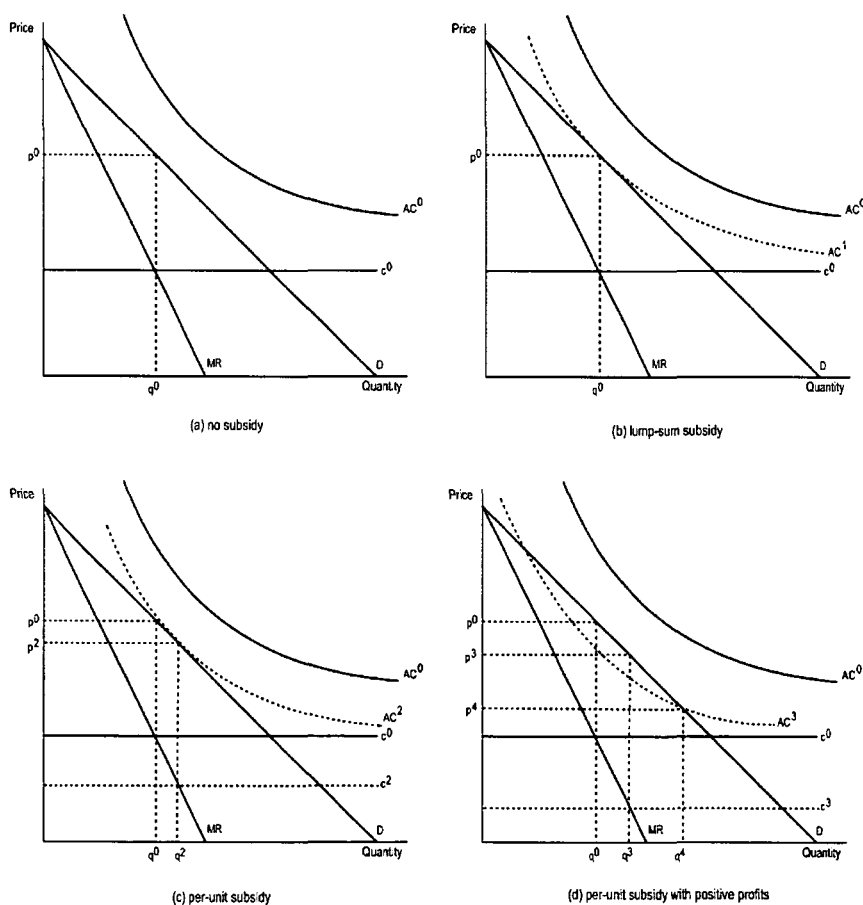 Price
p⁰
AC⁰
c⁰
MR
D
q⁰
Quantity
(a) no subsidy
Price
p⁰
AC⁰
AC¹
c⁰
MR
D
q⁰
Quantity
(b) lump-sum subsidy
Price
p⁰
p²
AC⁰
AC²
c⁰
c²
MR
D
q⁰ q²
Quantity
(c) per-unit subsidy
Price
p⁰
p³
AC⁰
p⁴
AC³
c⁰
c³
MR
D
q⁰ q³ q⁴
Quantity
(d) per-unit subsidy with positive profits